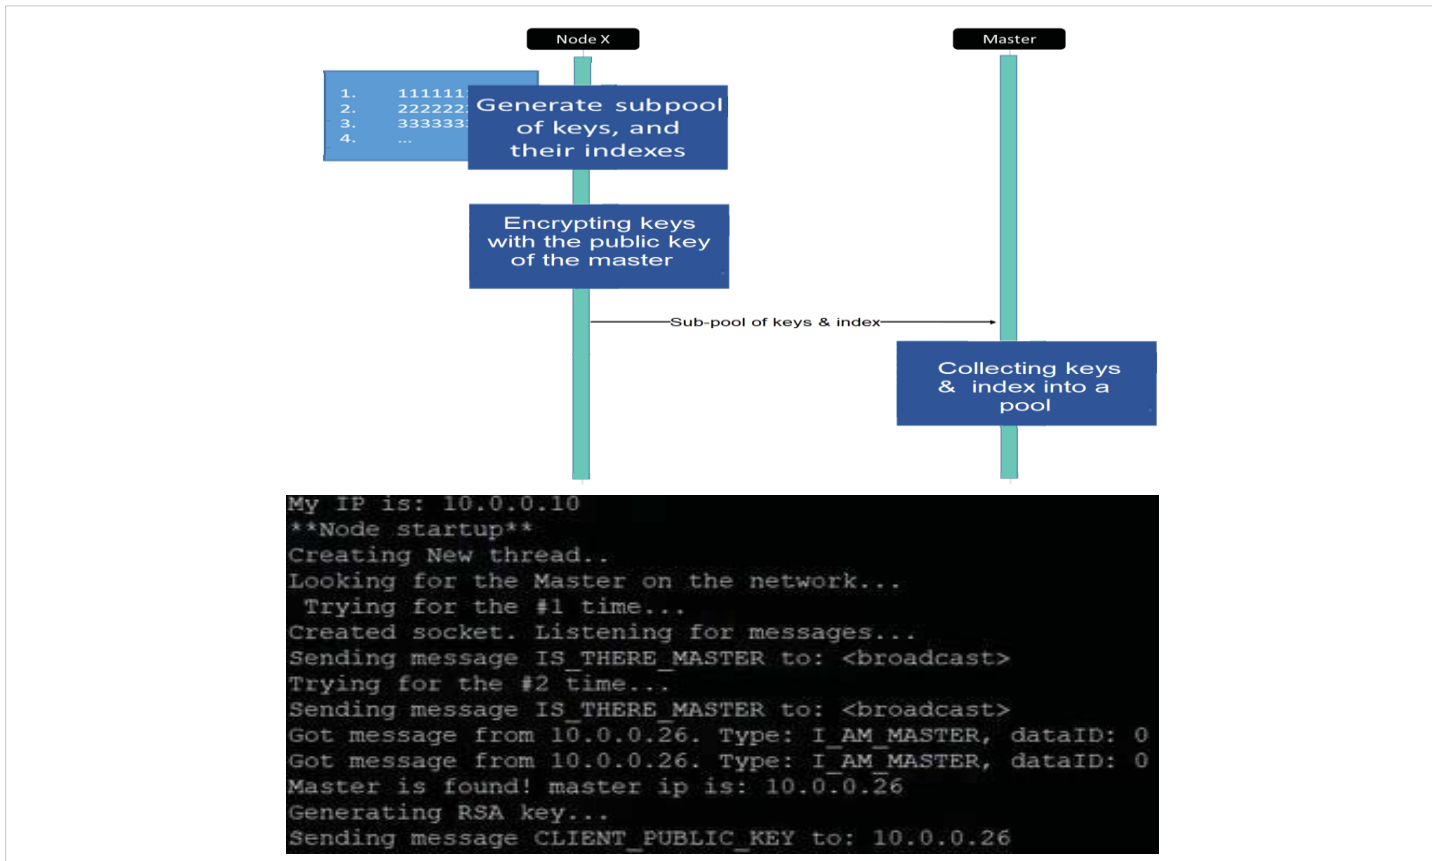 Node X
Master
1. 1111111
2. 2222222
3. 3333333
4. ...
Generate subpool
of keys, and
their indexes
Encrypting keys
with the public key
of the master
Sub-pool of keys & index
Collecting keys
& index into a
pool
My IP is: 10.0.0.10
**Node startup**
Creating New thread..
Looking for the Master on the network...
Trying for the #1 time...
Created socket. Listening for messages...
Sending message IS_THERE_MASTER to: <broadcast>
Trying for the #2 time...
Sending message IS_THERE_MASTER to: <broadcast>
Got message from 10.0.0.26. Type: I_AM_MASTER, dataID: 0
Got message from 10.0.0.26. Type: I_AM_MASTER, dataID: 0
Master is found! master ip is: 10.0.0.26
Generating RSA key...
Sending message CLIENT_PUBLIC_KEY to: 10.0.0.26